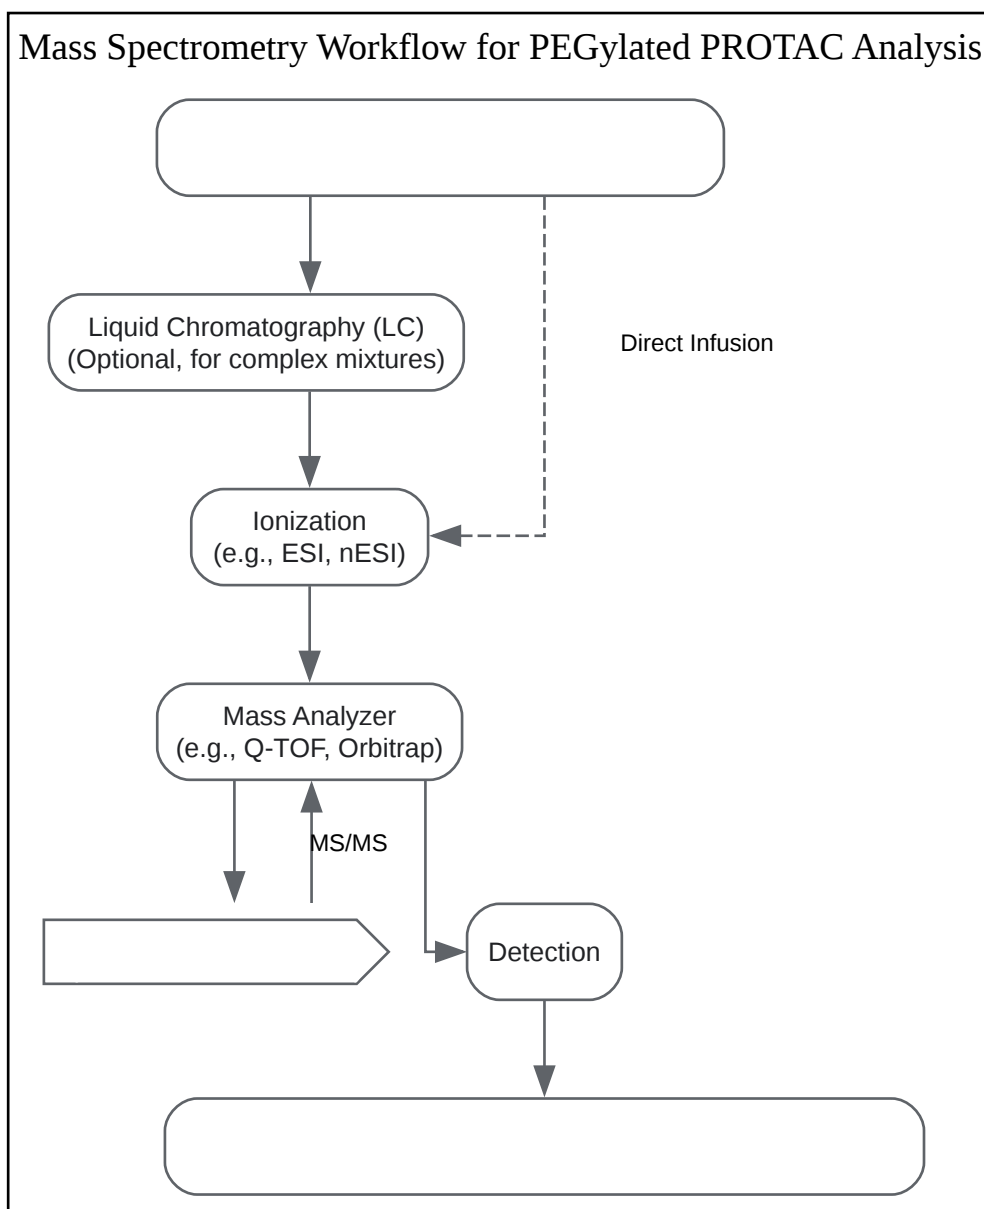 Mass Spectrometry Workflow for PEGylated PROTAC Analysis
Liquid Chromatography (LC)
(Optional, for complex mixtures)
Direct Infusion
Ionization
(e.g., ESI, nESI)
Mass Analyzer
(e.g., Q-TOF, Orbitrap)
MS/MS
Detection